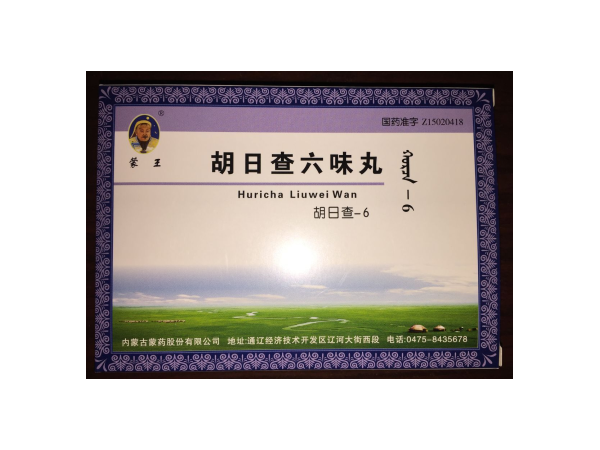 国药准字 Z15020418
®
蒙 王
胡日查六味丸
Huricha Liuwei Wan
胡日查-6
-6
内蒙古蒙药股份有限公司 地址:通辽经济技术开发区辽河大街西段 电话:0475-8435678